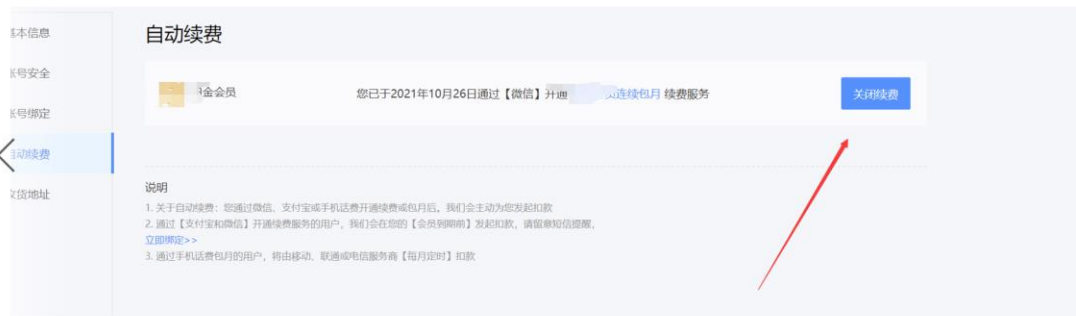 自动续费
本信息
号安全
金会员
您已于2021年10月26日通过【微信】开通 连续包月 续费服务
关闭续费
号绑定
自动续费
收货地址
说明
1. 关于自动续费：您通过微信、支付宝或手机话费开通续费或包月后，我们会主动为您发起扣款
2. 通过【支付宝和微信】开通续费服务的用户，我们会在您的【会员到期前】发起扣款，请留意短信提醒，
立即绑定>>
3. 通过手机话费包月的用户，将由移动、联通或电信服务商【每月定时】扣款